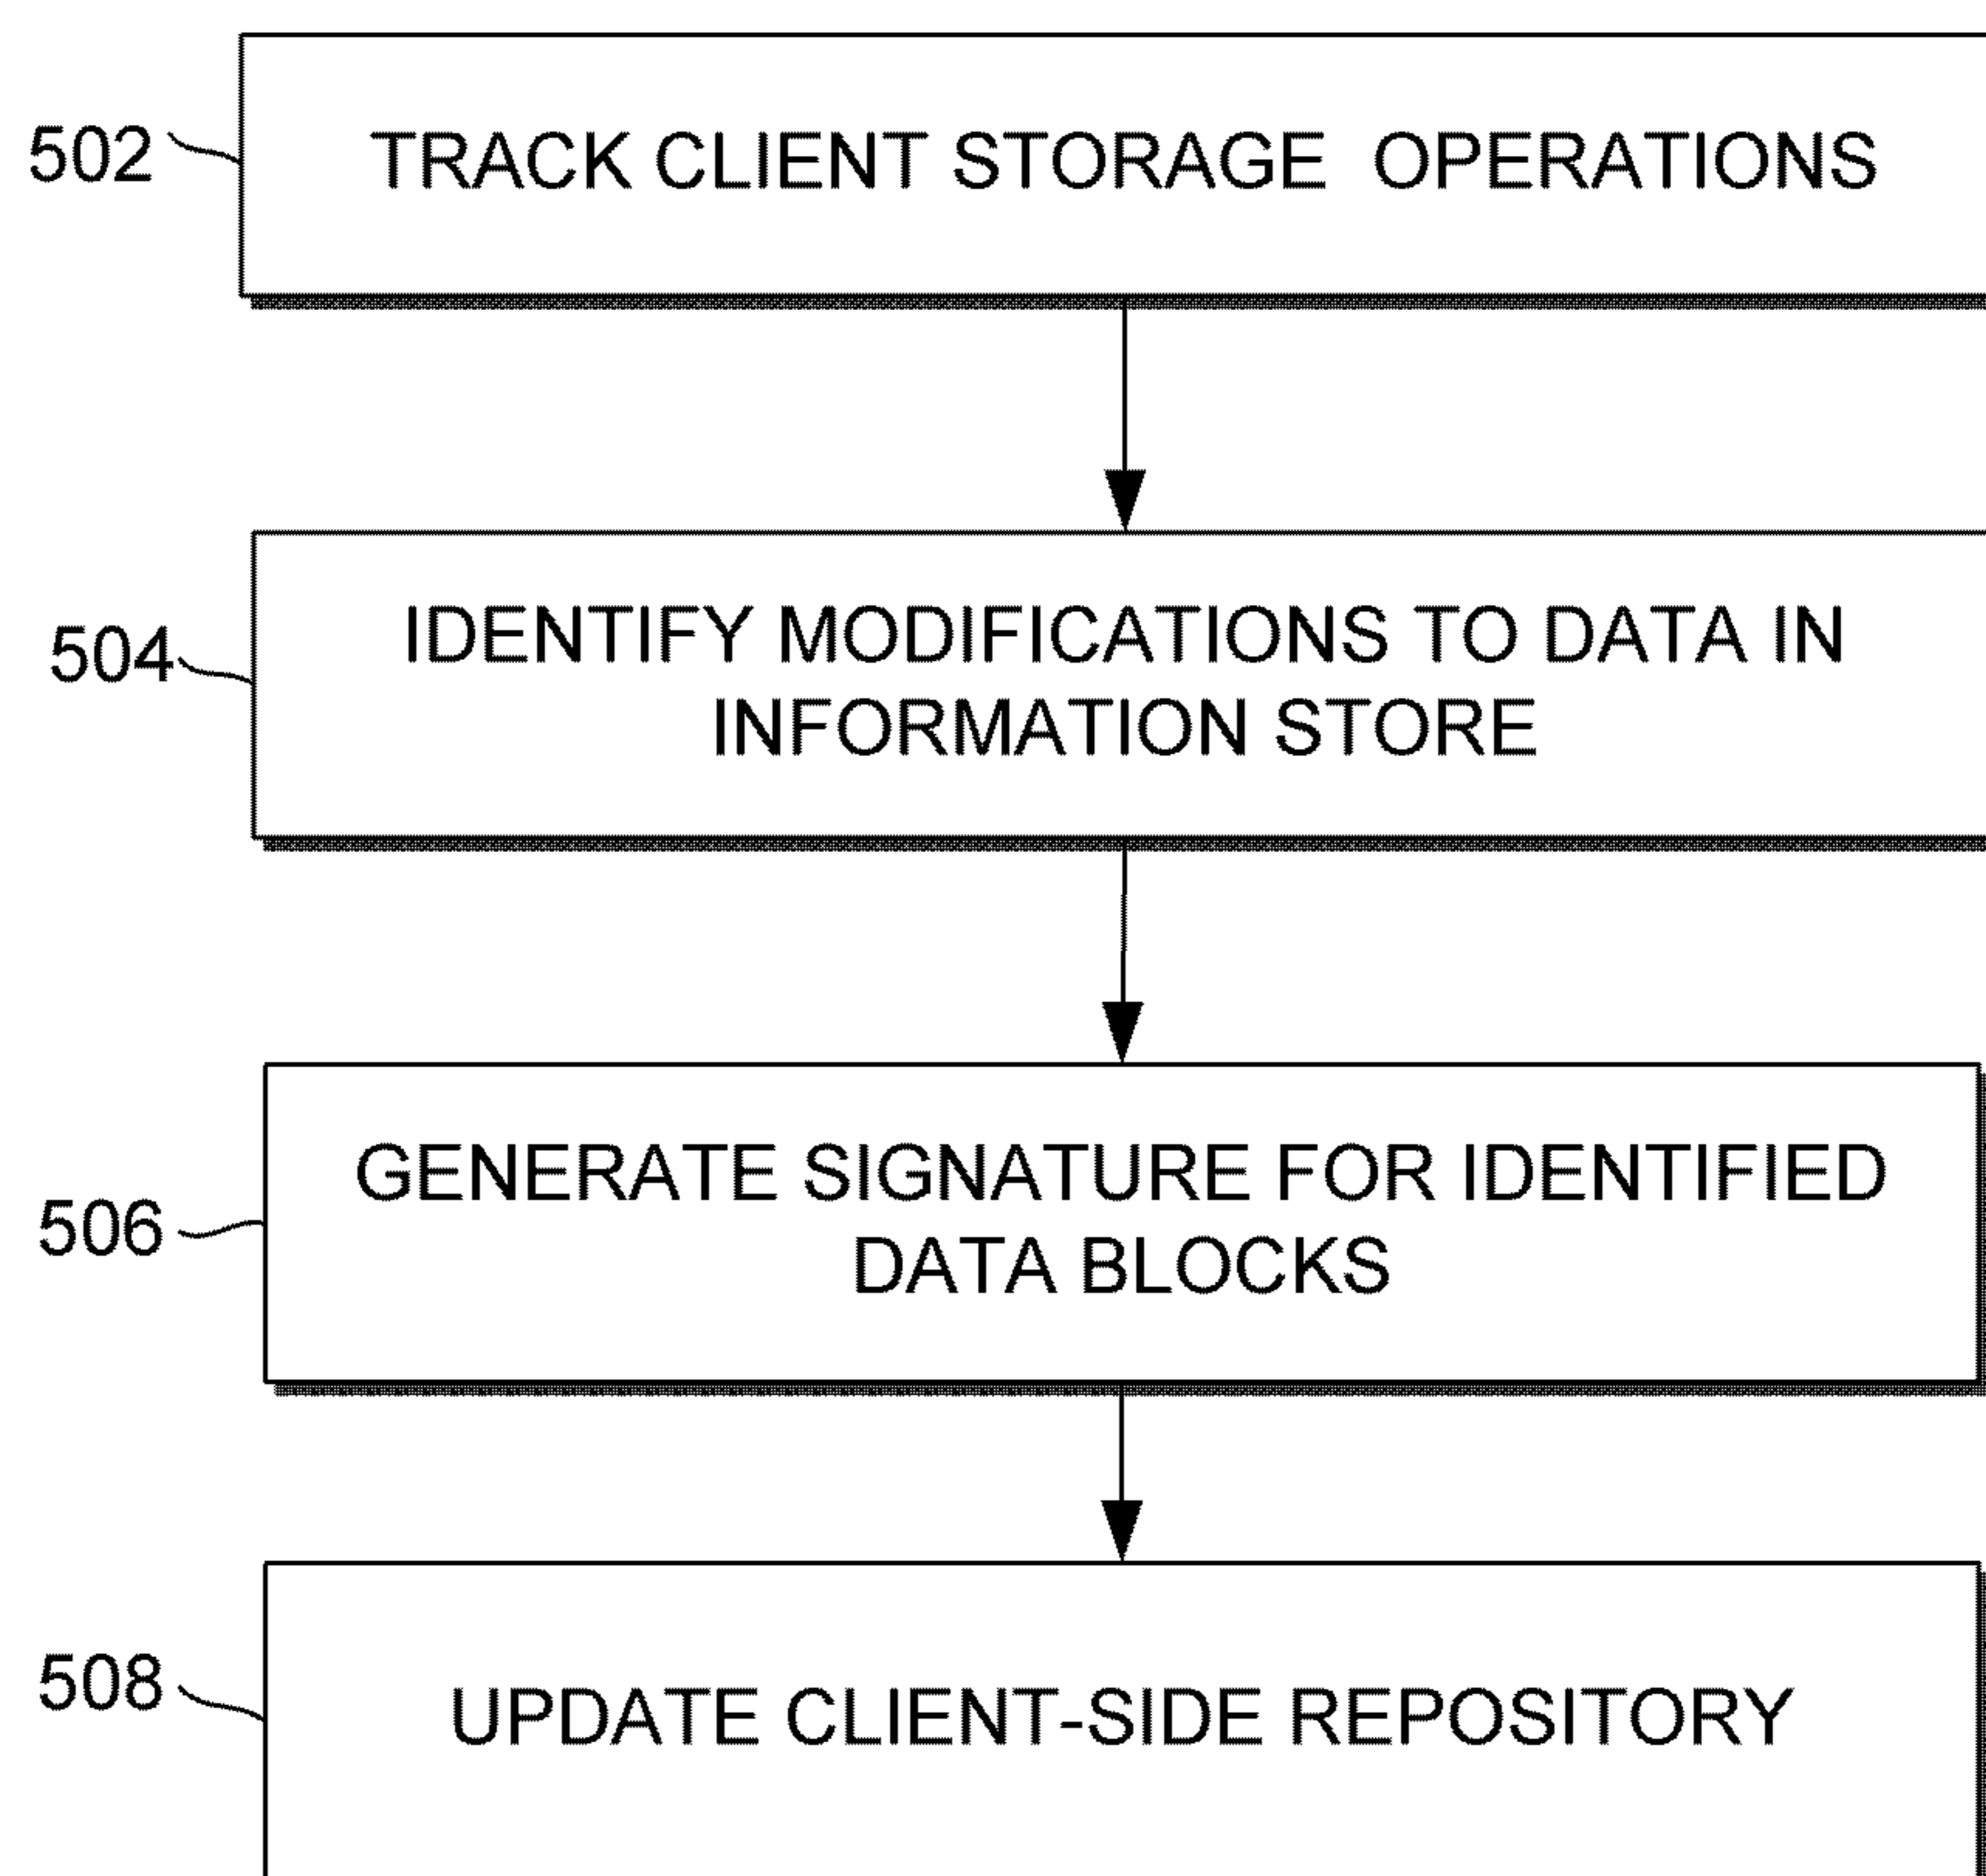 502
TRACK CLIENT STORAGE OPERATIONS
504
IDENTIFY MODIFICATIONS TO DATA IN
INFORMATION STORE
506
GENERATE SIGNATURE FOR IDENTIFIED
DATA BLOCKS
508
UPDATE CLIENT-SIDE REPOSITORY